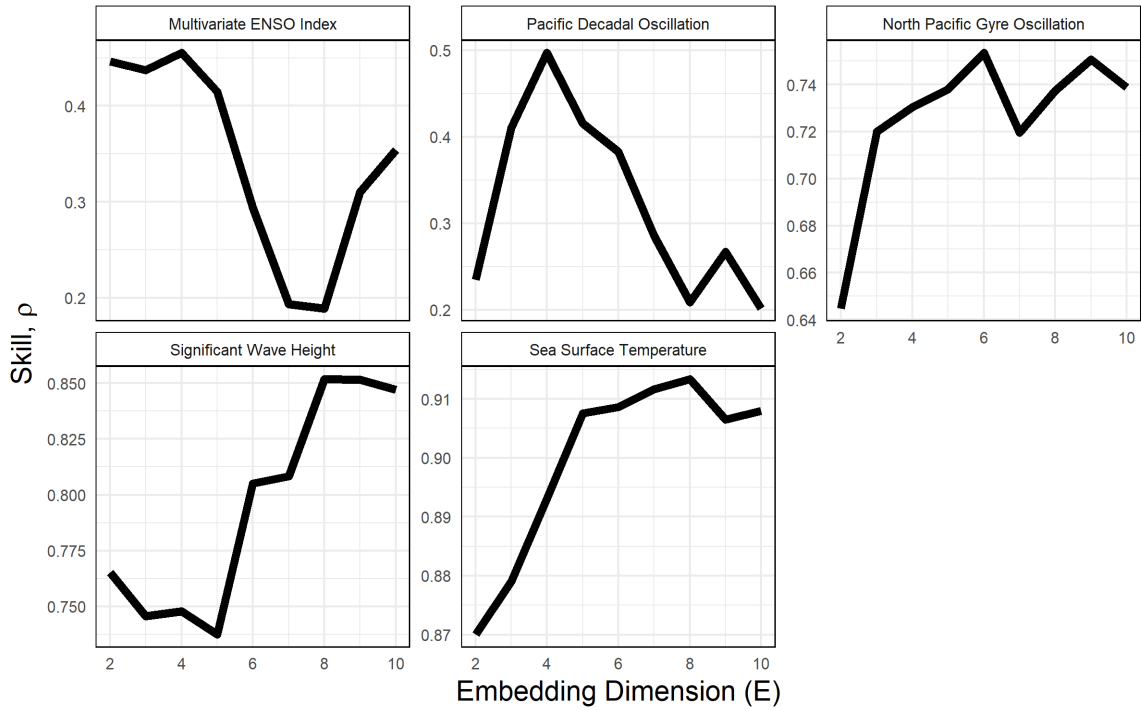 Multivariate ENSO Index
Pacific Decadal Oscillation
North Pacific Gyre Oscillation
0.4
0.3
0.2
0.5
0.4
0.3
0.2
0.74
0.72
0.70
0.68
0.66
0.64
2 4 6 8 10
Skill, ρ
Significant Wave Height
Sea Surface Temperature
0.850
0.825
0.800
0.775
0.750
0.91
0.90
0.89
0.88
0.87
2 4 6 8 10
2 4 6 8 10
Embedding Dimension (E)